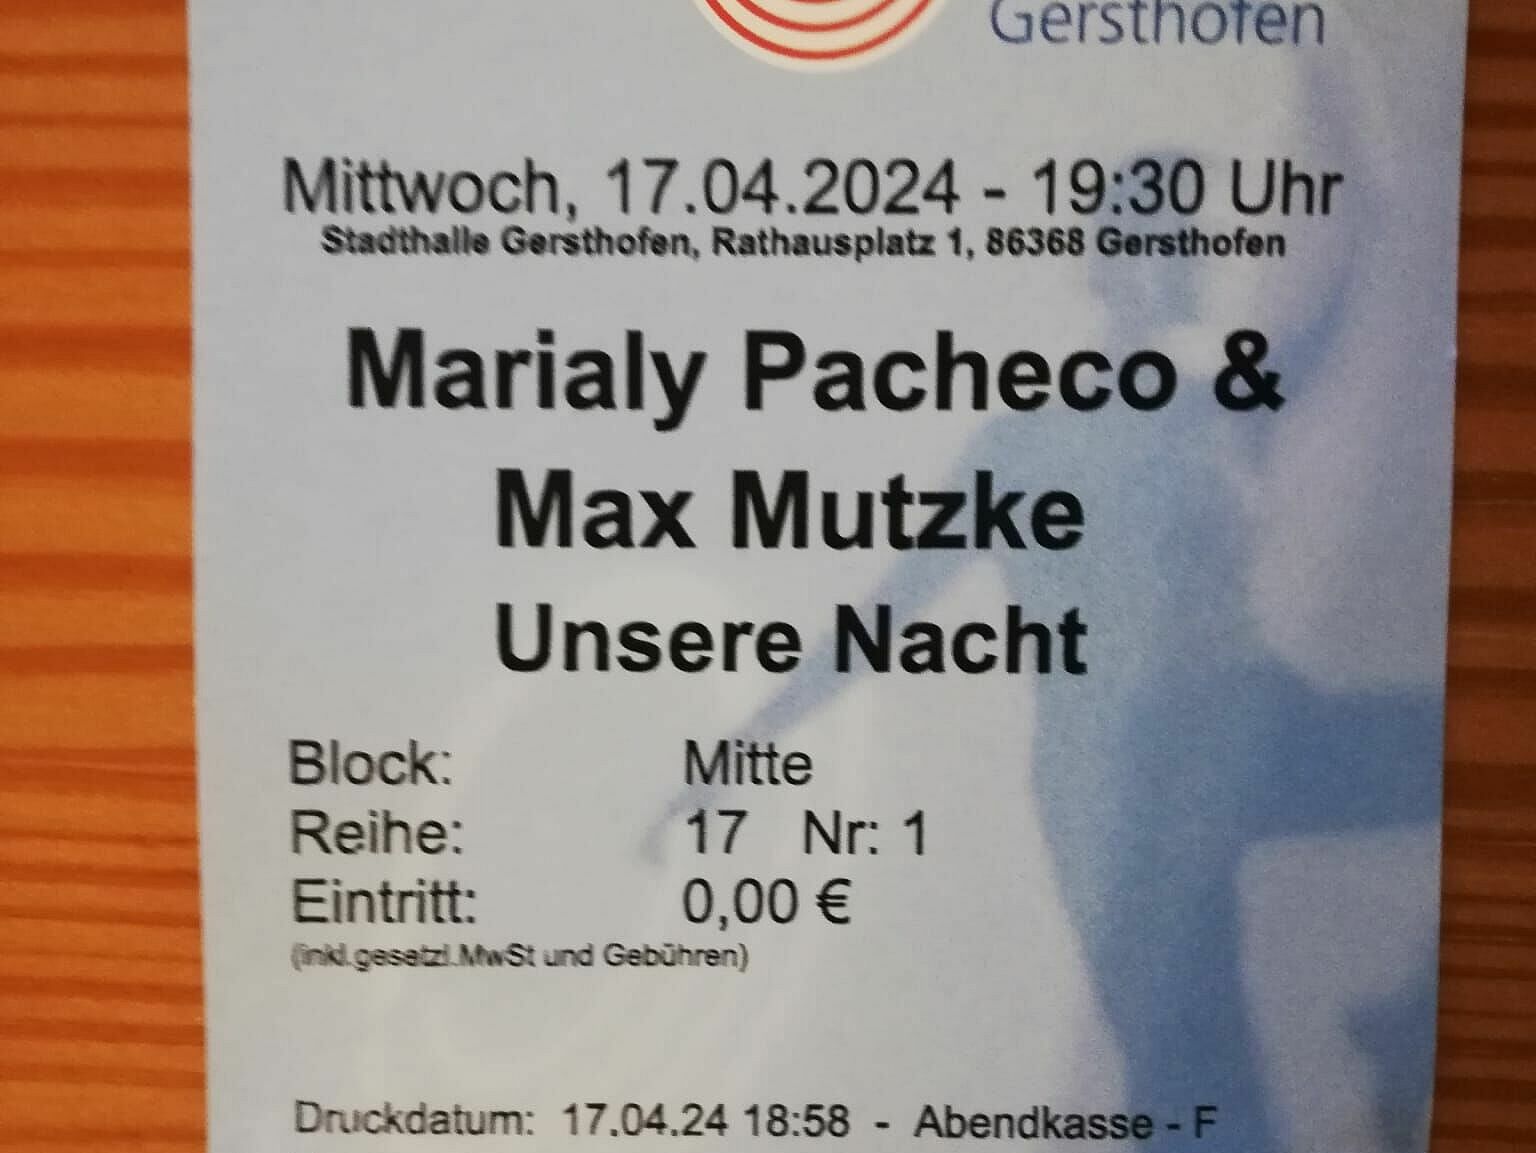 Gersthofen
Mittwoch, 17.04.2024 - 19:30 Uhr
Stadthalle Gersthofen, Rathausplatz 1, 86368 Gersthofen
Marialy Pacheco &
Max Mutzke
Unsere Nacht
Block: Mitte
Reihe: 17 Nr: 1
Eintritt: 0,00 €
(inkl.gesetzl.MwSt und Gebühren)
Druckdatum: 17.04.24 18:58 - Abendkasse - F